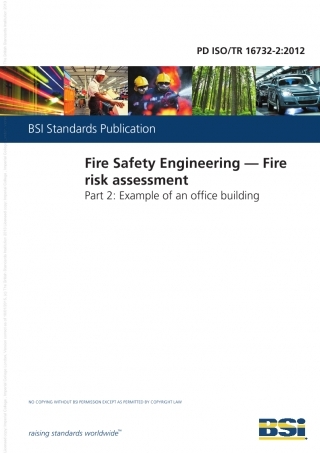 PD ISO/TR 16732-2:2012
BSI Standards Publication
Fire Safety Engineering — Fire
risk assessment
Part 2: Example of an office building
NO COPYING WITHOUT BSI PERMISSION EXCEPT AS PERMITTED BY COPYRIGHT LAW
raising standards worldwide™
BSi